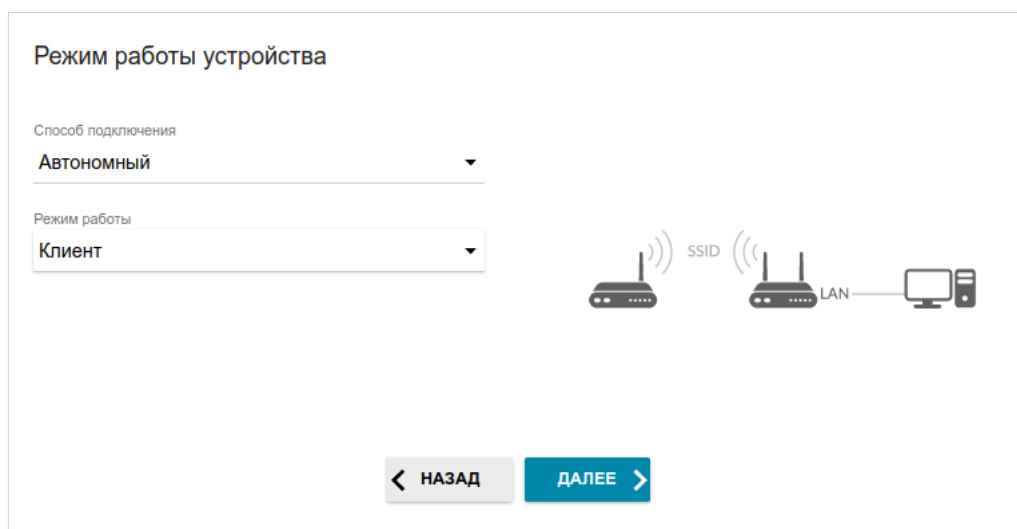 Режим работы устройства
Способ подключения
Автономный
Режим работы
Клиент
SSID
LAN
НАЗАД
ДАЛЕЕ